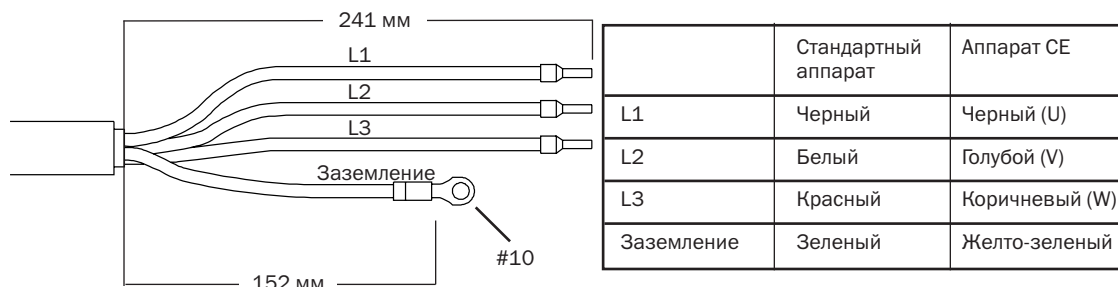 241 мм
L1
L2
L3
Заземление
#10
152 мм
Стандартный аппарат Аппарат CE
L1 Черный Черный (U)
L2 Белый Голубой (V)
L3 Красный Коричневый (W)
Заземление Зеленый Желто-зеленый